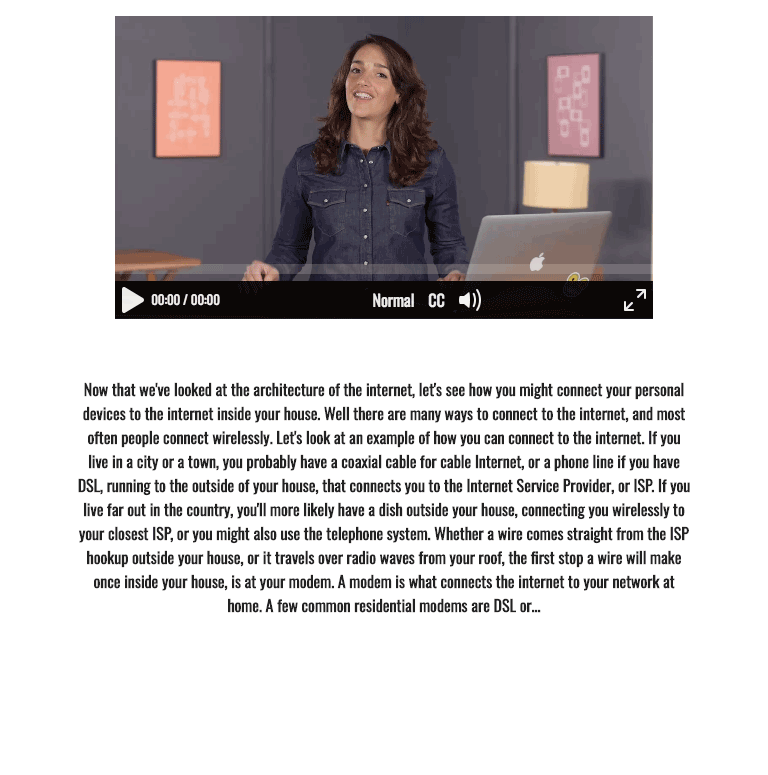 00:00 / 00:00 Normal CC
Now that we've looked at the architecture of the internet, let's see how you might connect your personal
devices to the internet inside your house. Well there are many ways to connect to the internet, and most
often people connect wirelessly. Let's look at an example of how you can connect to the internet. If you
live in a city or a town, you probably have a coaxial cable for cable Internet, or a phone line if you have
DSL, running to the outside of your house, that connects you to the Internet Service Provider, or ISP. If you
live far out in the country, you'll more likely have a dish outside your house, connecting you wirelessly to
your closest ISP, or you might also use the telephone system. Whether a wire comes straight from the ISP
hookup outside your house, or it travels over radio waves from your roof, the first stop a wire will make
once inside your house, is at your modem. A modem is what connects the internet to your network at
home. A few common residential modems are DSL or...